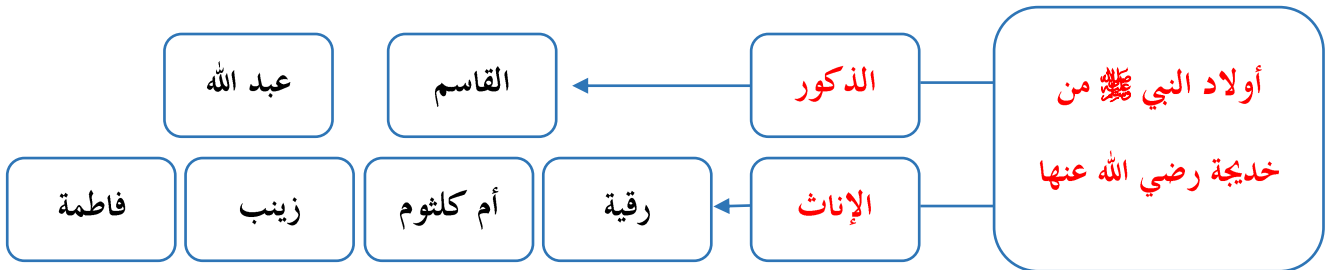 أولاد النبي ﷺ من
خديجة رضي الله عنها
الذكور
القاسم
عبد الله
الإناث
رقية
أم كلثوم
زينب
فاطمة